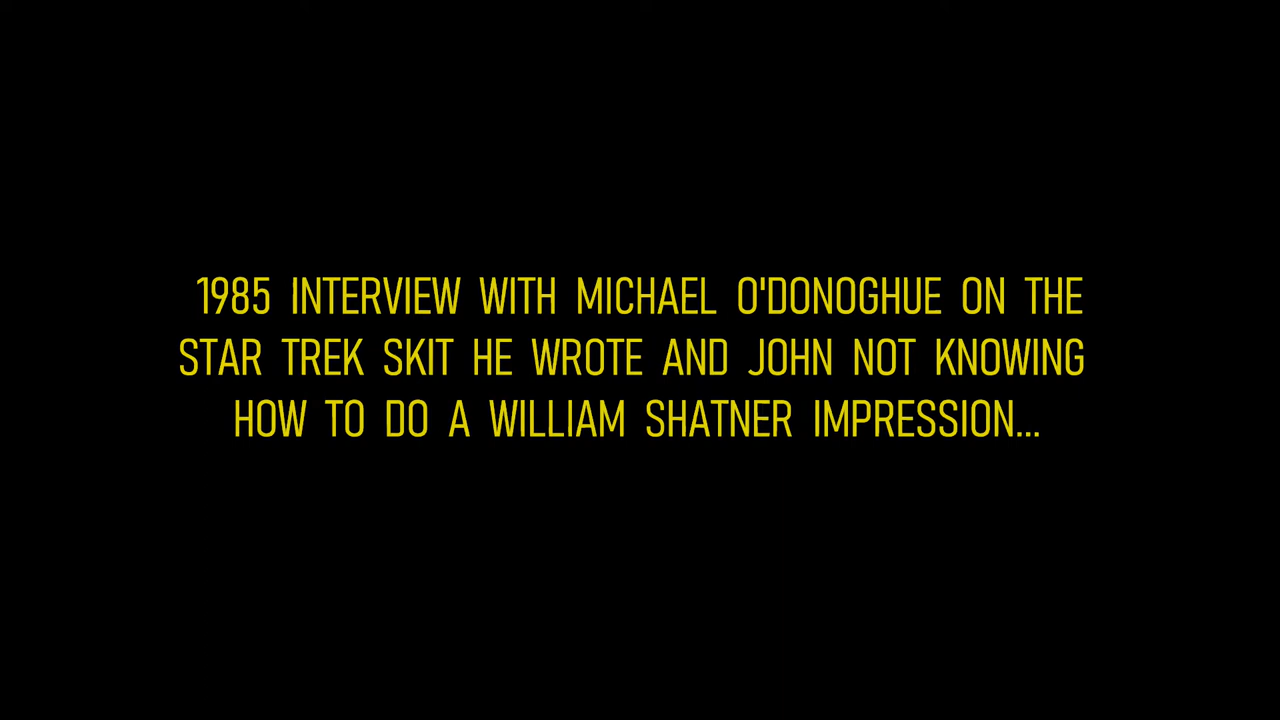 1985 INTERVIEW WITH MICHAEL O'DONOGHUE ON THE
STAR TREK SKIT HE WROTE AND JOHN NOT KNOWING
HOW TO DO A WILLIAM SHATNER IMPRESSION...